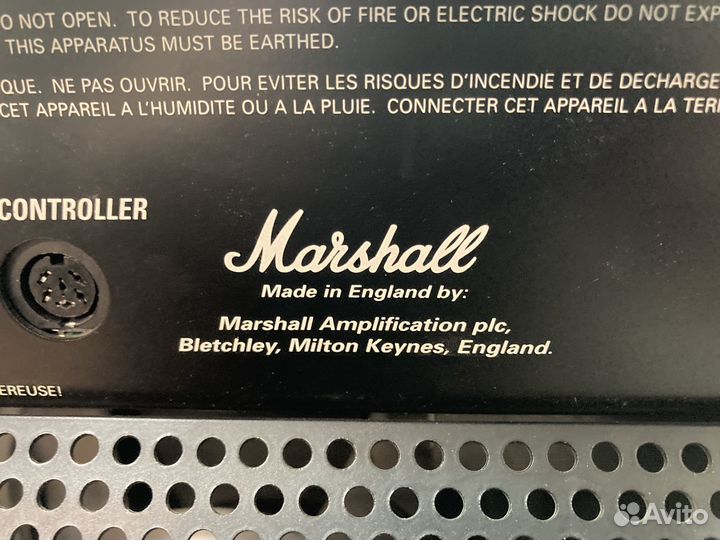 O NOT OPEN. TO REDUCE THE RISK OF FIRE OR ELECTRIC SHOCK DO NOT EXP
THIS APPARATUS MUST BE EARTHED.
QUE. NE PAS OUVRIR. POUR EVITER LES RISQUES D'INCENDIE ET DE DECHARGE
CET APPAREIL A L'HUMIDITE OU A LA PLUIE. CONNECTER CET APPAREIL A LA TERR
CONTROLLER
Marshall
Made in England by:
Marshall Amplification plc,
Bletchley, Milton Keynes, England.
EREUSE!
Avito